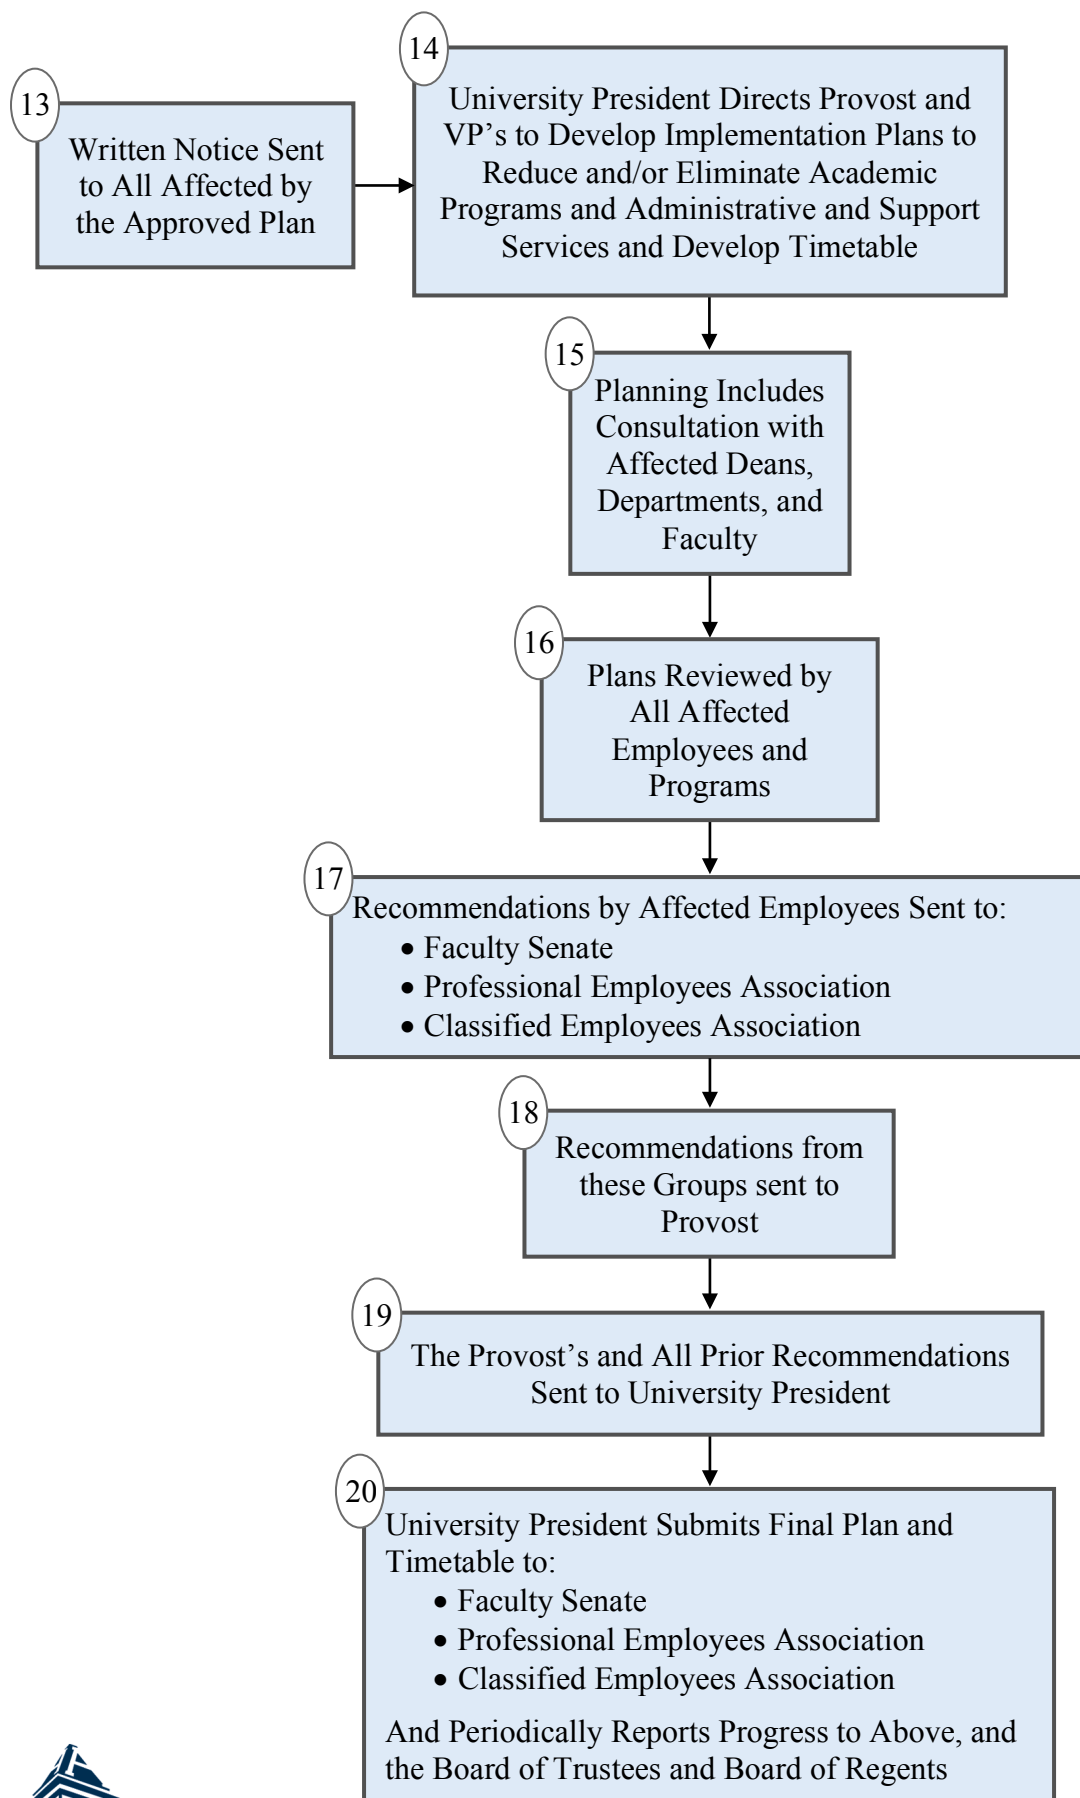 13
Written Notice Sent
to All Affected by
the Approved Plan
14
University President Directs Provost and
VP’s to Develop Implementation Plans to
Reduce and/or Eliminate Academic
Programs and Administrative and Support
Services and Develop Timetable
15
Planning Includes
Consultation with
Affected Deans,
Departments, and
Faculty
16
Plans Reviewed by
All Affected
Employees and
Programs
17
Recommendations by Affected Employees Sent to:
• Faculty Senate
• Professional Employees Association
• Classified Employees Association
18
Recommendations from
these Groups sent to
Provost
19
The Provost’s and All Prior Recommendations
Sent to University President
20
University President Submits Final Plan and
Timetable to:
• Faculty Senate
• Professional Employees Association
• Classified Employees Association
And Periodically Reports Progress to Above, and
the Board of Trustees and Board of Regents